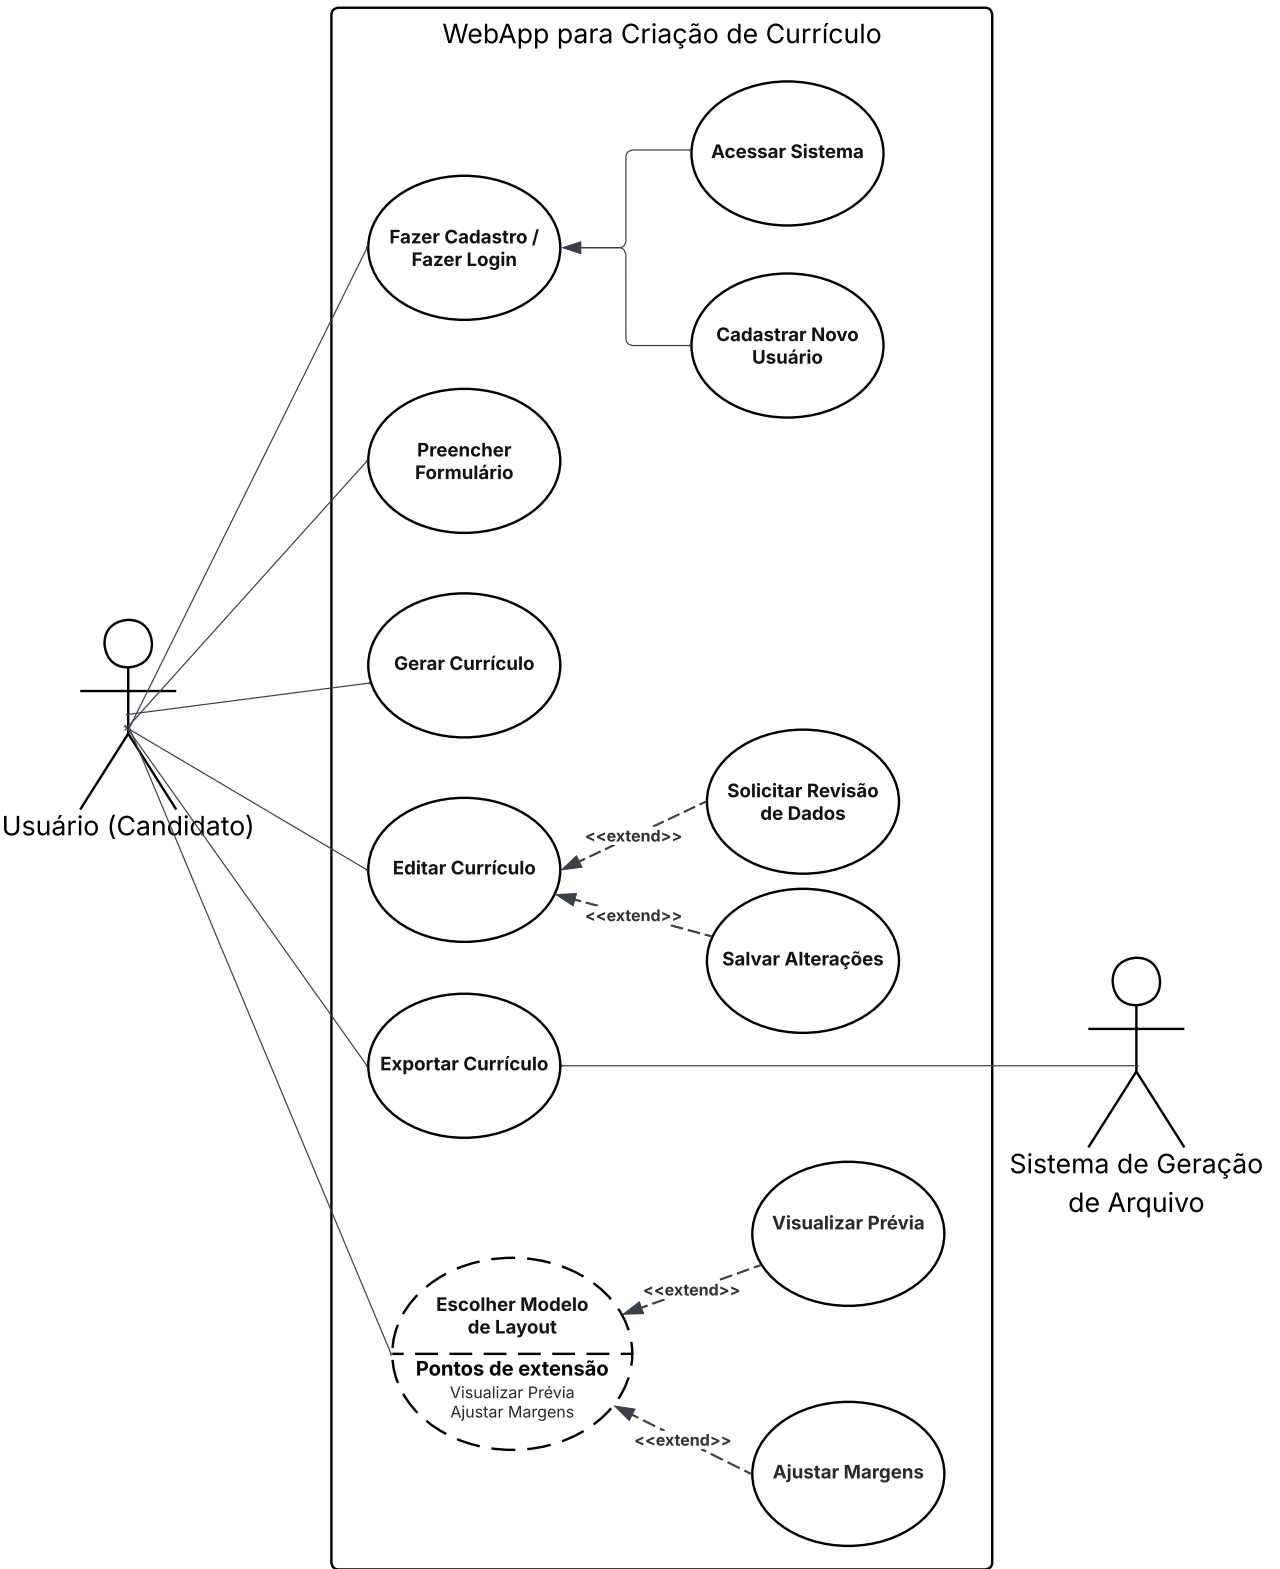 WebApp para Criação de Currículo
Acessar Sistema
Fazer Cadastro /
Fazer Login
Cadastrar Novo
Usuário
Preencher
Formulário
Gerar Currículo
Usuário (Candidato)
Solicitar Revisão
de Dados
<<extend>>
Editar Currículo
<<extend>>
Salvar Alterações
Exportar Currículo
Sistema de Geração
de Arquivo
Visualizar Prévia
<<extend>>
Escolher Modelo
de Layout
Pontos de extensão
Visualizar Prévia
Ajustar Margens
<<extend>>
Ajustar Margens